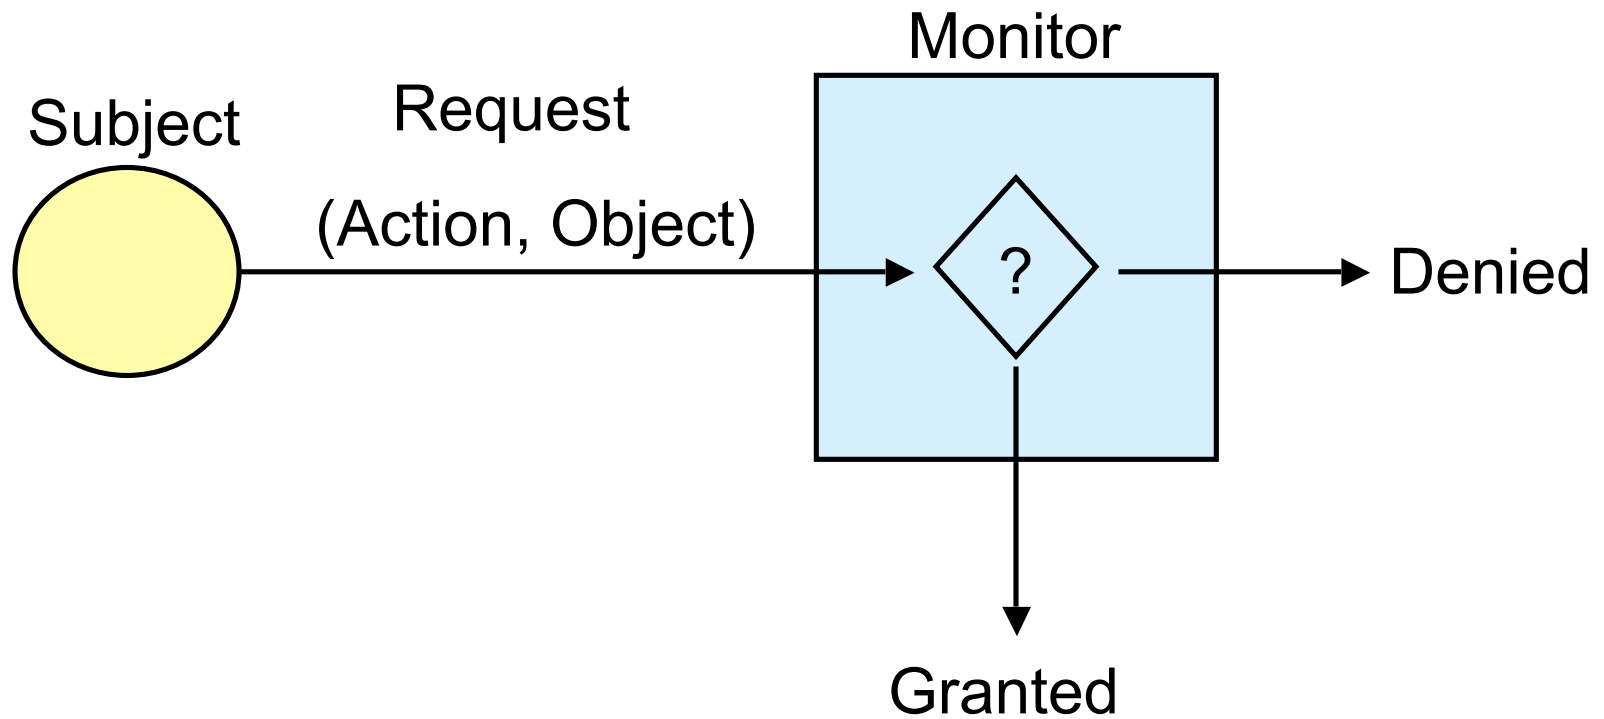 Monitor
Subject
Request
(Action, Object)
?
Denied
Granted